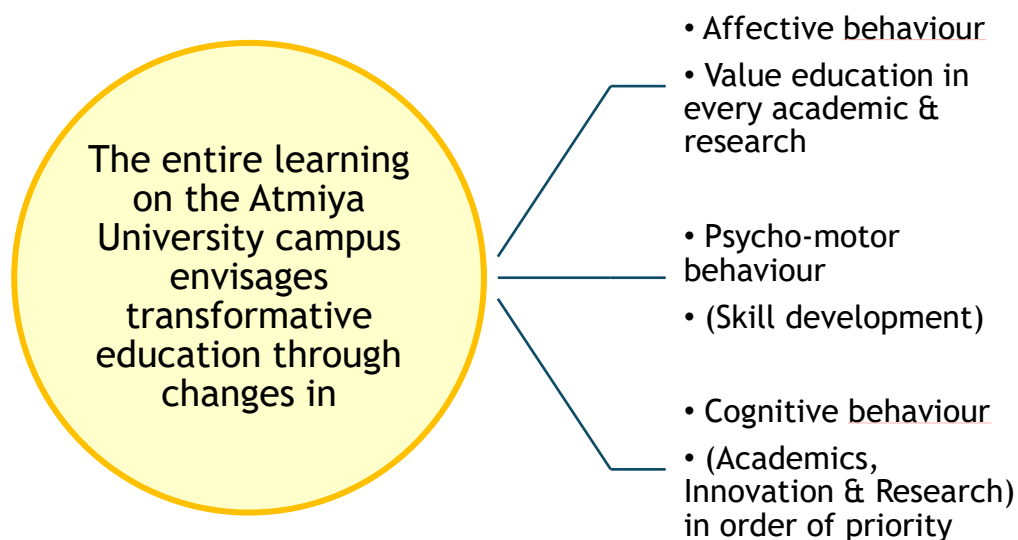 The entire learning
on the Atmiya
University campus
envisages
transformative
education through
changes in
• Affective behaviour
• Value education in
every academic &
research
• Psycho-motor
behaviour
• (Skill development)
• Cognitive behaviour
• (Academics,
Innovation & Research)
in order of priority